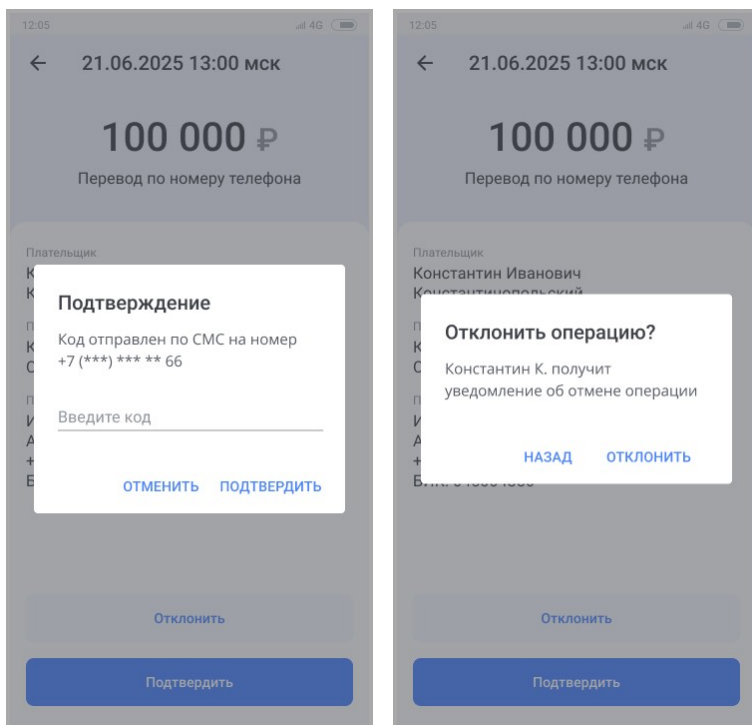 12:05
4G
21.06.2025 13:00 мск
100 000 ₽
Перевод по номеру телефона
Плательщик
Подтверждение
Код отправлен по СМС на номер
+7 (***) *** ** 66
Введите код
ОТМЕНИТЬ ПОДТВЕРДИТЬ
Отклонить
Подтвердить
12:05
4G
21.06.2025 13:00 мск
100 000 ₽
Перевод по номеру телефона
Плательщик
Константин Иванович
Константинопольский
Отклонить операцию?
Константин К. получит
уведомление об отмене операции
НАЗАД ОТКЛОНИТЬ
Отклонить
Подтвердить